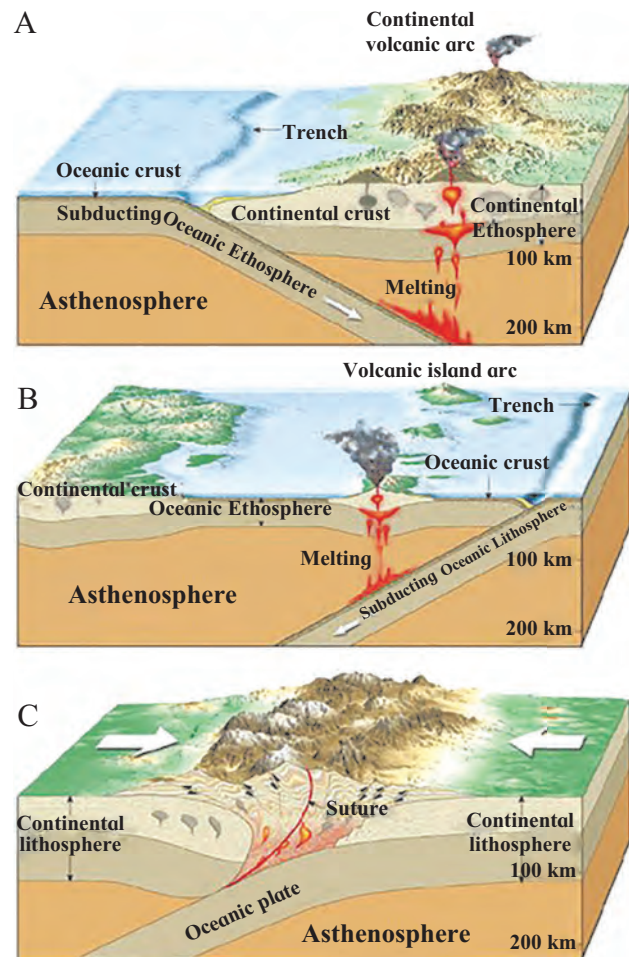 A
Continental
volcanic arc
Trench
Oceanic crust
Subducting
Oceanic Ethosphere
Continental crust
Continental
Ethosphere
100 km
Melting
Asthenosphere
200 km
Volcanic island arc
B
Trench
Oceanic crust
Continental crust
Oceanic Ethosphere
Melting
100 km
Subducting Oceanic Lithosphere
Asthenosphere
200 km
C
Suture
Continental
lithosphere
Continental
lithosphere
100 km
Oceanic plate
Asthenosphere
200 km